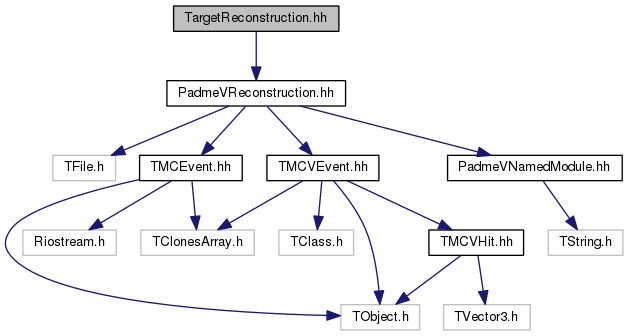 TargetReconstruction.hh
PadmeVReconstruction.hh
TFile.h
TMCEvent.hh
TMCVEvent.hh
PadmeVNamedModule.hh
Riostream.h
TClonesArray.h
TClass.h
TMCVHit.hh
TString.h
TObject.h
TVector3.h